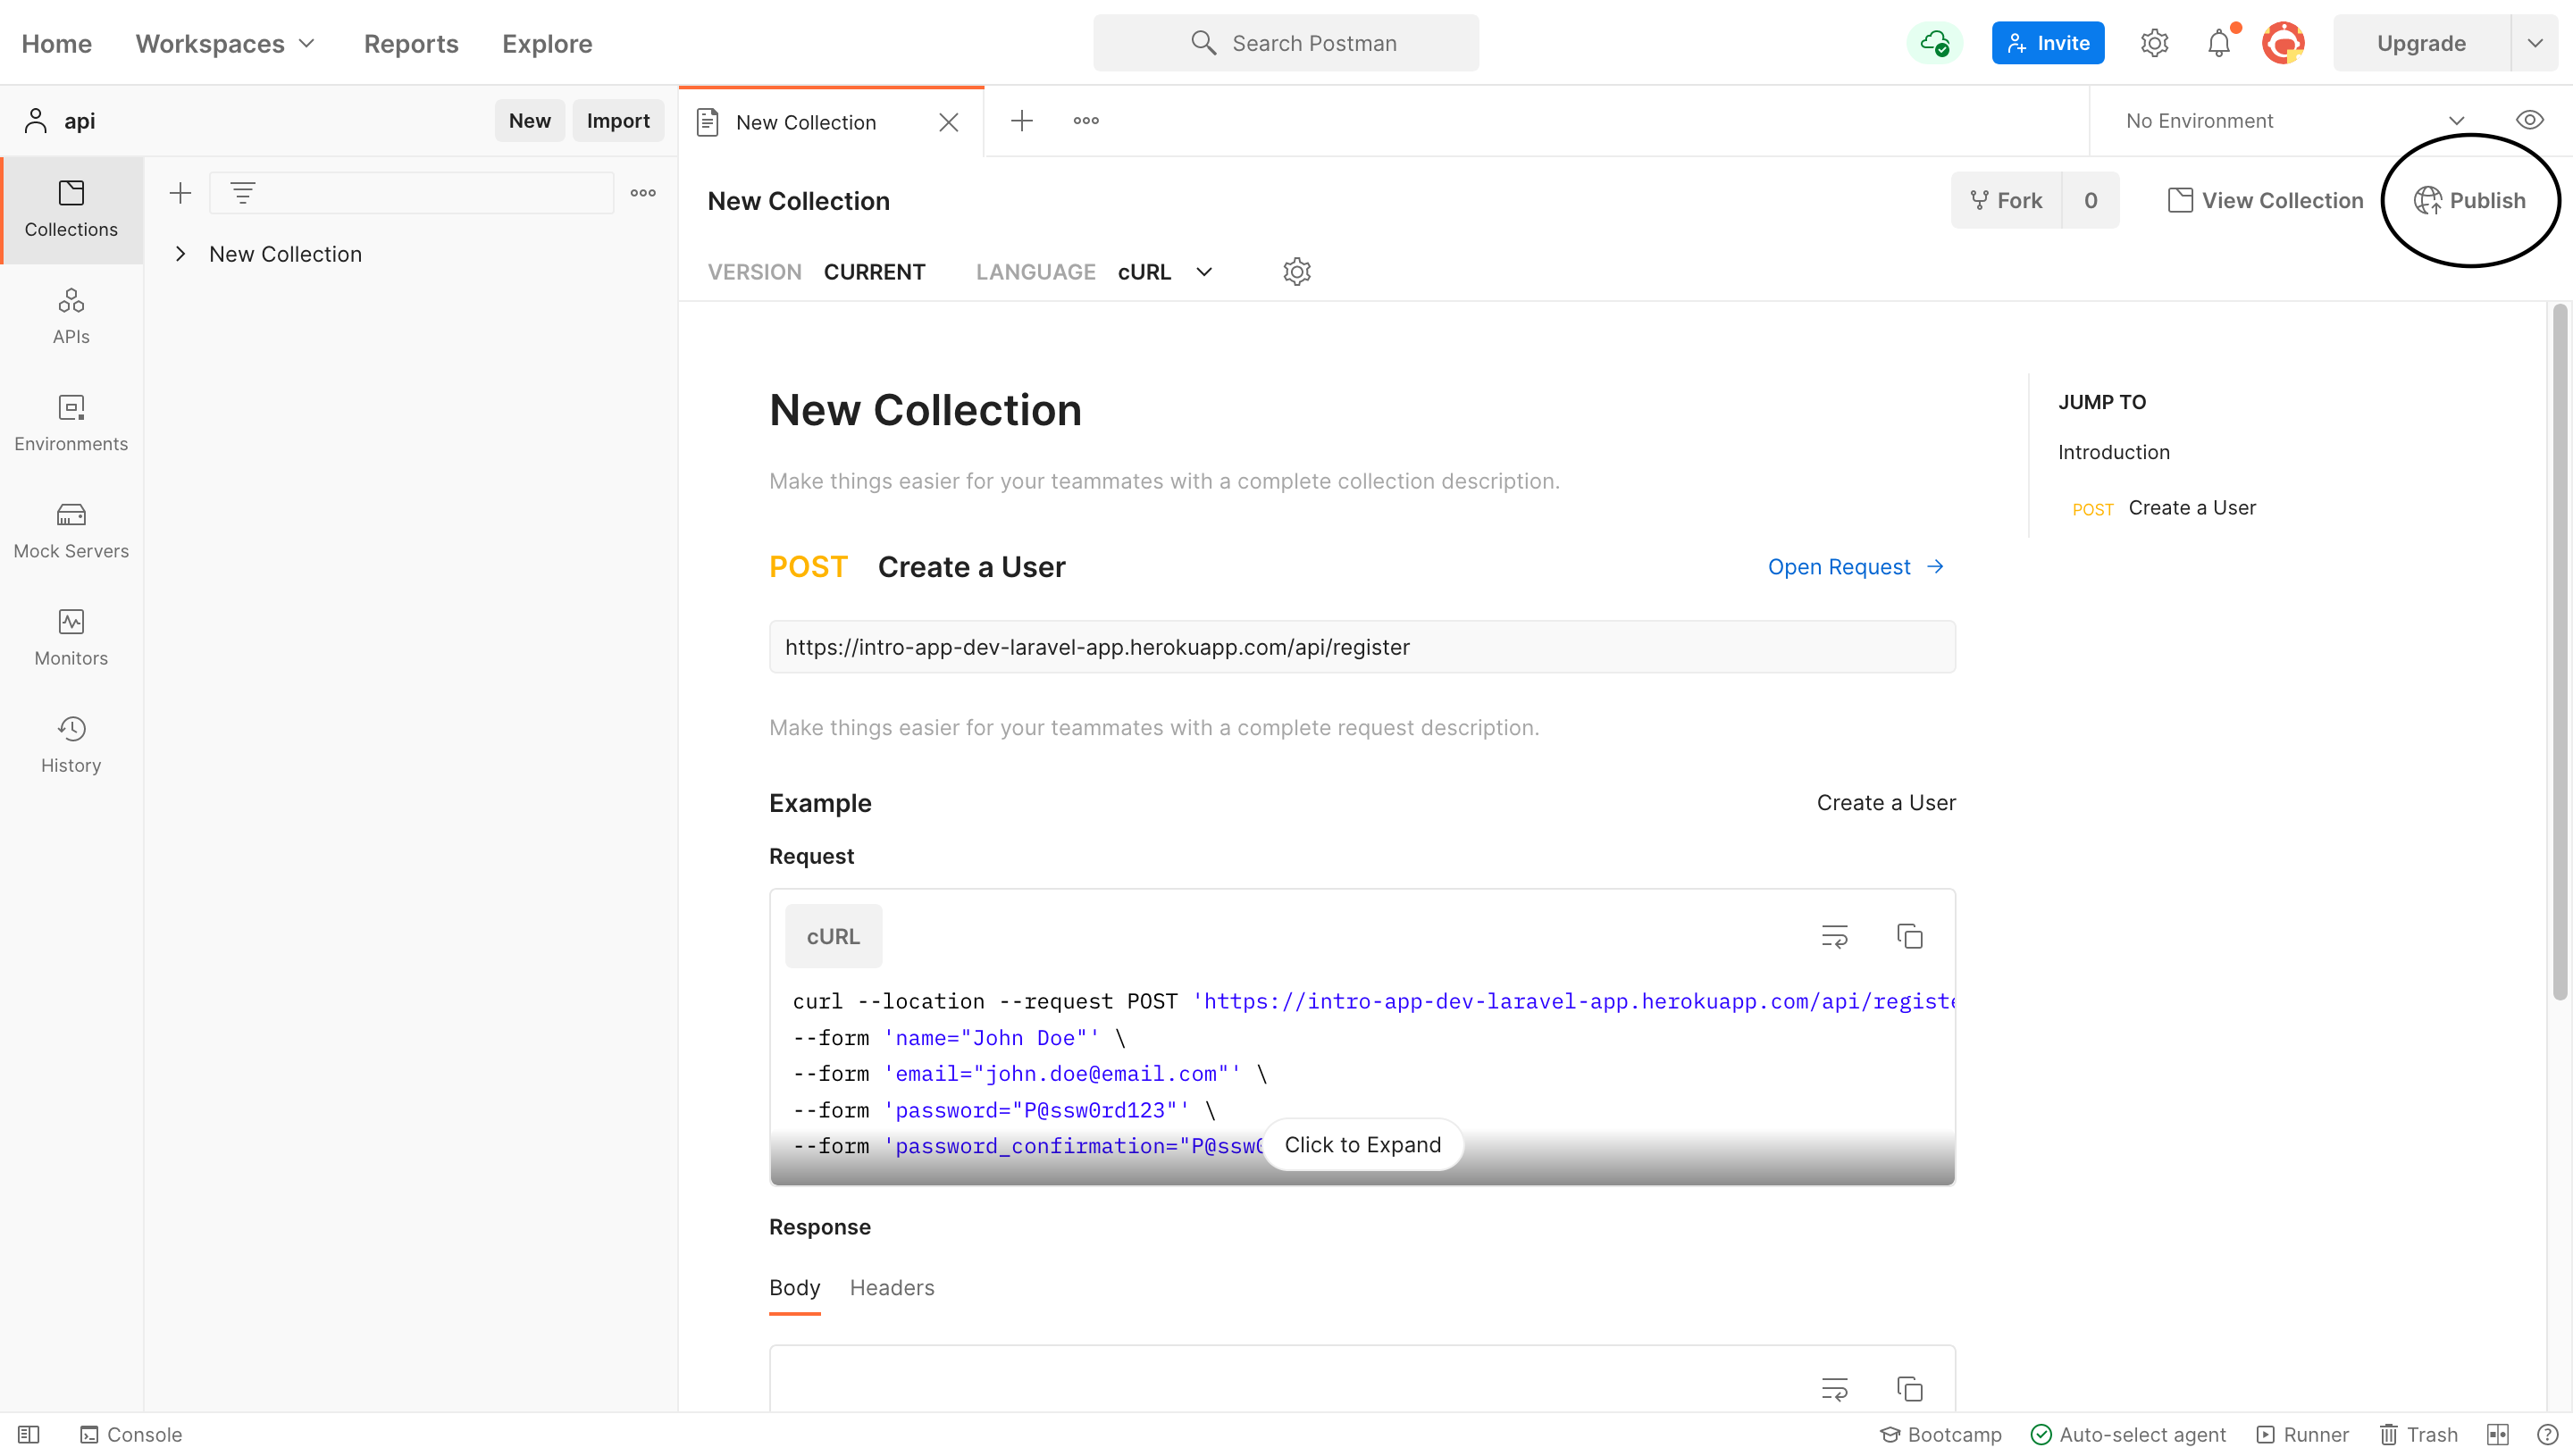 Home Workspaces Reports Explore Search Postman Invite Upgrade
api New Import New Collection No Environment
New Collection Fork 0 View Collection Publish
VERSION CURRENT LANGUAGE cURL
Collections
New Collection
APIs
Environments
Mock Servers
Monitors
History
New Collection
Make things easier for your teammates with a complete collection description.
JUMP TO
Introduction
POST Create a User
POST Create a User Open Request
https://intro-app-dev-laravel-app.herokuapp.com/api/register
Make things easier for your teammates with a complete request description.
Example Create a User
Request
cURL
curl --location --request POST 'https://intro-app-dev-laravel-app.herokuapp.com/api/registe
--form 'name="John Doe"' \
--form 'email="john.doe@email.com"' \
--form 'password="P@ssw0rd123"' \
--form 'password_confirmation="P@ssw0 Click to Expand
Response
Body Headers
Console Bootcamp Auto-select agent Runner Trash